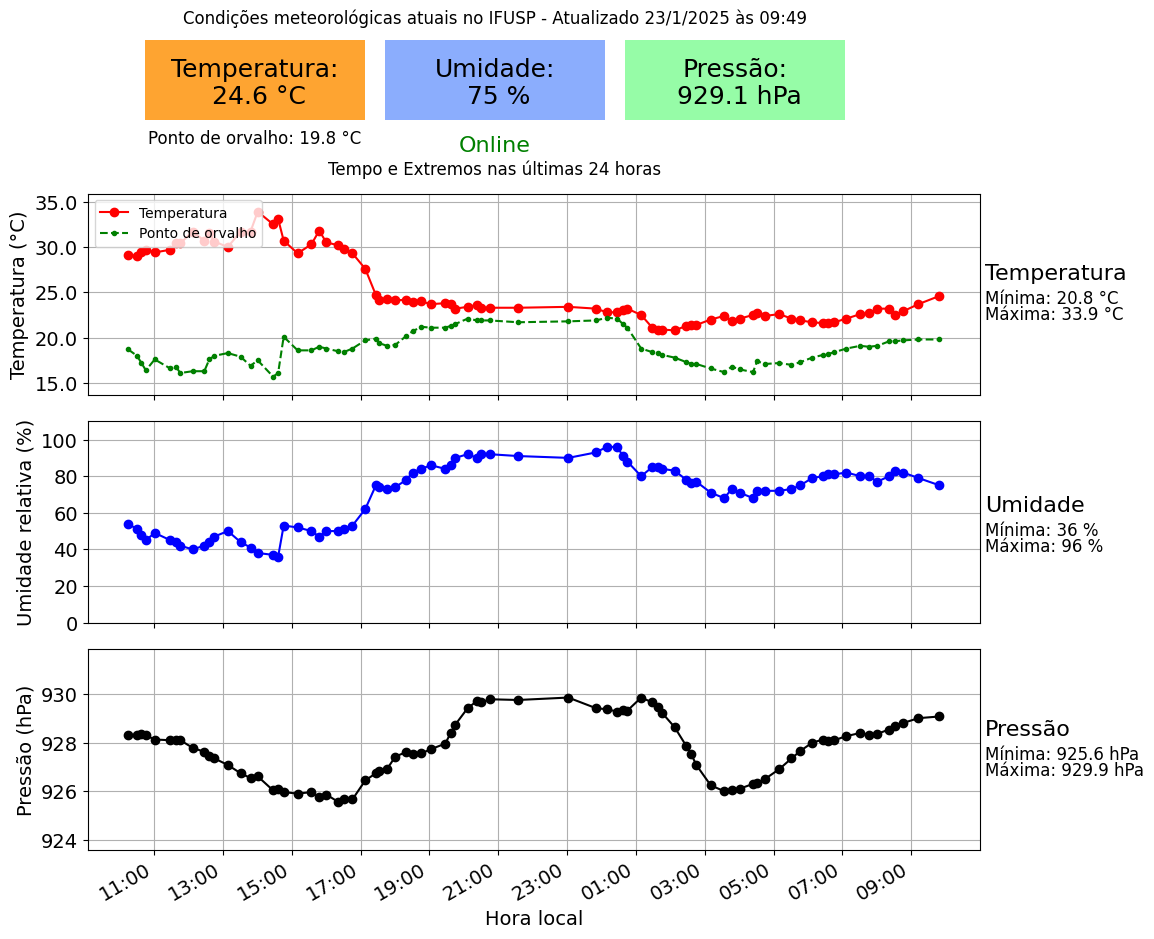 Condições meteorológicas atuais no IFUSP - Atualizado 23/1/2025 às 09:49
Temperatura:
24.6 °C
Umidade:
75 %
Pressão:
929.1 hPa
Ponto de orvalho: 19.8 °C
Online
Tempo e Extremos nas últimas 24 horas
Temperatura (°C)
35.0
30.0
25.0
20.0
15.0
Temperatura
Ponto de orvalho
Temperatura
Mínima: 20.8 °C
Máxima: 33.9 °C
Umidade relativa (%)
100
80
60
40
20
0
Umidade
Mínima: 36 %
Máxima: 96 %
Pressão (hPa)
930
928
926
924
Pressão
Mínima: 925.6 hPa
Máxima: 929.9 hPa
11:00
13:00
15:00
17:00
19:00
21:00
23:00
01:00
03:00
05:00
07:00
09:00
Hora local